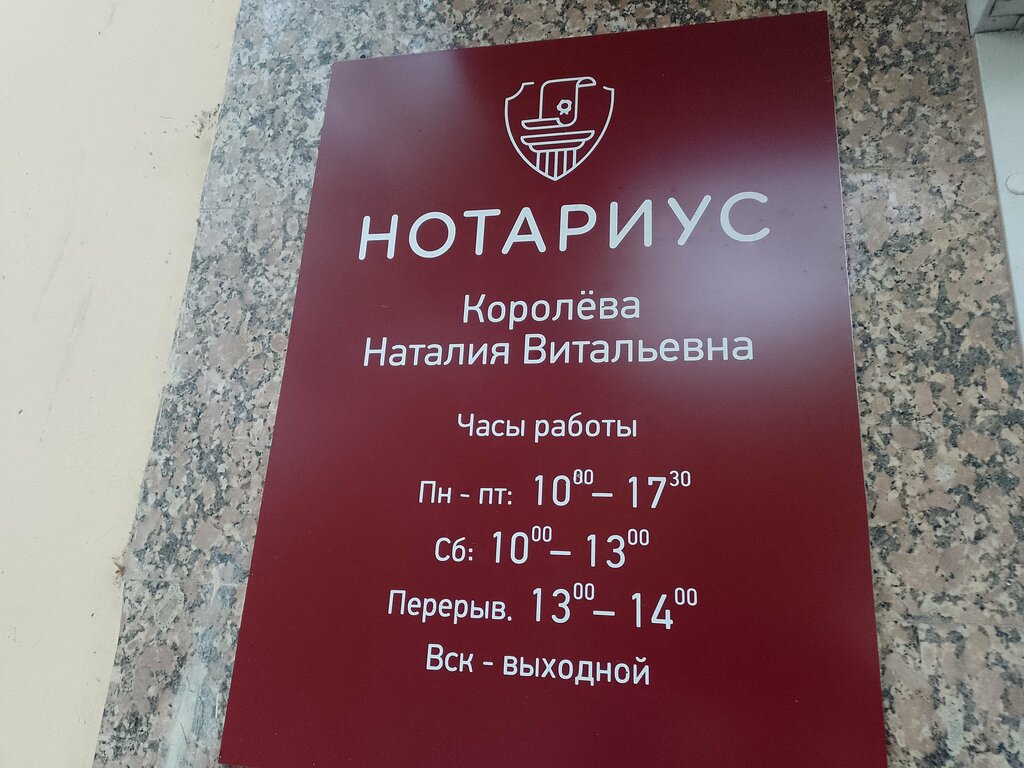 НОТАРИУС
Королёва
Наталия Витальевна
Часы работы
Пн - пт: 10⁰⁰– 17³⁰
Сб: 10⁰⁰– 13⁰⁰
Перерыв. 13⁰⁰– 14⁰⁰
Вск - выходной